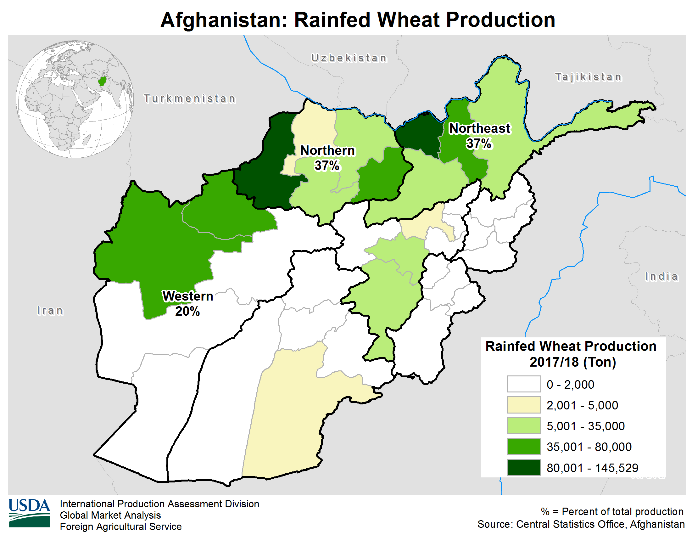 Afghanistan: Rainfed Wheat Production
Uzbekistan
Tajikistan
Turkmenistan
Northern
37%
Northeast
37%
Western
20%
Iran
India
Rainfed Wheat Production
2017/18 (Ton)
0 - 2,000
2,001 - 5,000
5,001 - 35,000
35,001 - 80,000
80,001 - 145,529
USDA
International Production Assessment Division
Global Market Analysis
Foreign Agricultural Service
% = Percent of total production
Source: Central Statistics Office, Afghanistan